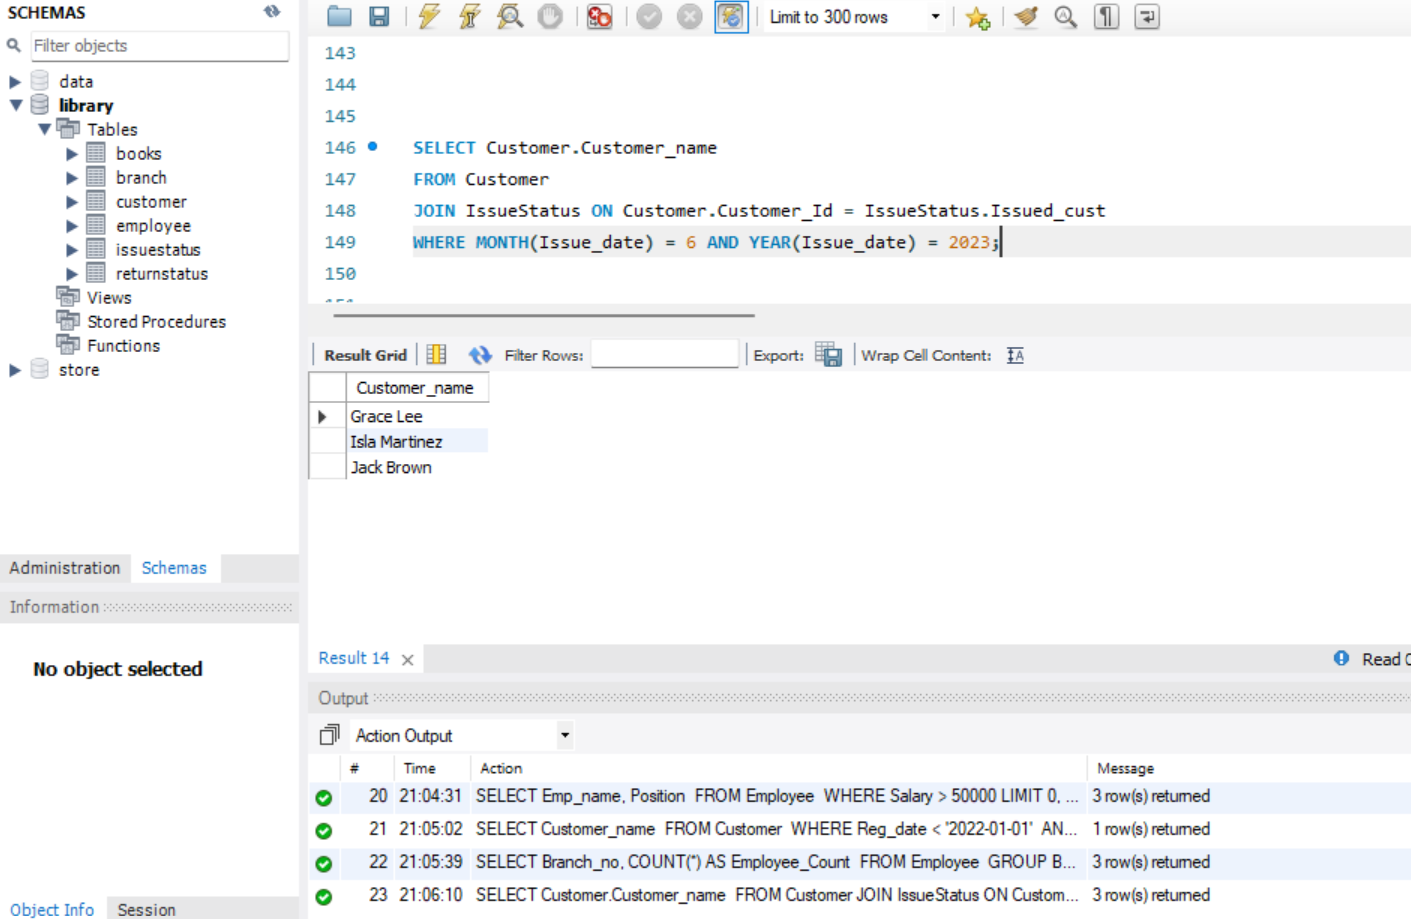 SCHEMAS
Filter objects
data
library
Tables
books
branch
customer
employee
issuestatus
returnstatus
Views
Stored Procedures
Functions
store
Administration Schemas
Information
No object selected
Object Info Session
Limit to 300 rows
143
144
145
146 SELECT Customer.Customer_name
147 FROM Customer
148 JOIN IssueStatus ON Customer.Customer_Id = IssueStatus.Issued_cust
149 WHERE MONTH(Issue_date) = 6 AND YEAR(Issue_date) = 2023;
150
Result Grid Filter Rows: Export: Wrap Cell Content:
Customer_name
Grace Lee
Isla Martinez
Jack Brown
Result 14 Read
Output
Action Output
# Time Action Message
20 21:04:31 SELECT Emp_name, Position FROM Employee WHERE Salary > 50000 LIMIT 0, ... 3 row(s) returned
21 21:05:02 SELECT Customer_name FROM Customer WHERE Reg_date < '2022-01-01' AN... 1 row(s) returned
22 21:05:39 SELECT Branch_no, COUNT(*) AS Employee_Count FROM Employee GROUP B... 3 row(s) returned
23 21:06:10 SELECT Customer.Customer_name FROM Customer JOIN IssueStatus ON Custom... 3 row(s) returned